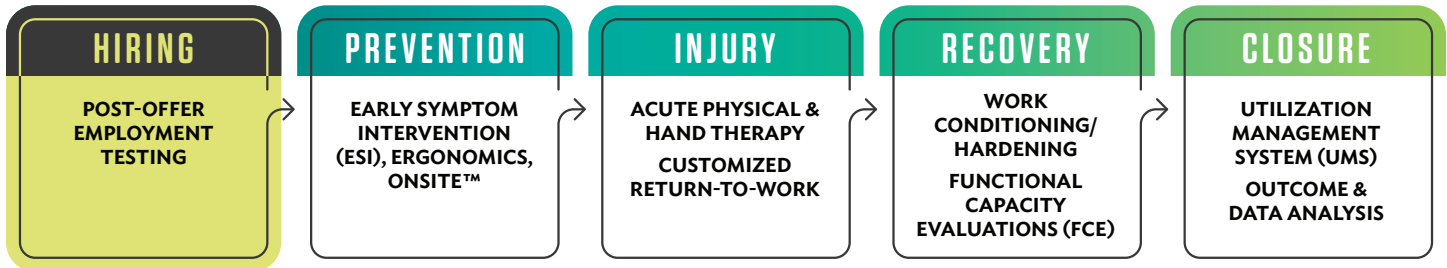 HIRING
POST-OFFER
EMPLOYMENT
TESTING
PREVENTION
EARLY SYMPTOM
INTERVENTION
(ESI), ERGONOMICS,
ONSITE™
INJURY
ACUTE PHYSICAL &
HAND THERAPY
CUSTOMIZED
RETURN-TO-WORK
RECOVERY
WORK
CONDITIONING/
HARDENING
FUNCTIONAL
CAPACITY
EVALUATIONS (FCE)
CLOSURE
UTILIZATION
MANAGEMENT
SYSTEM (UMS)
OUTCOME &
DATA ANALYSIS